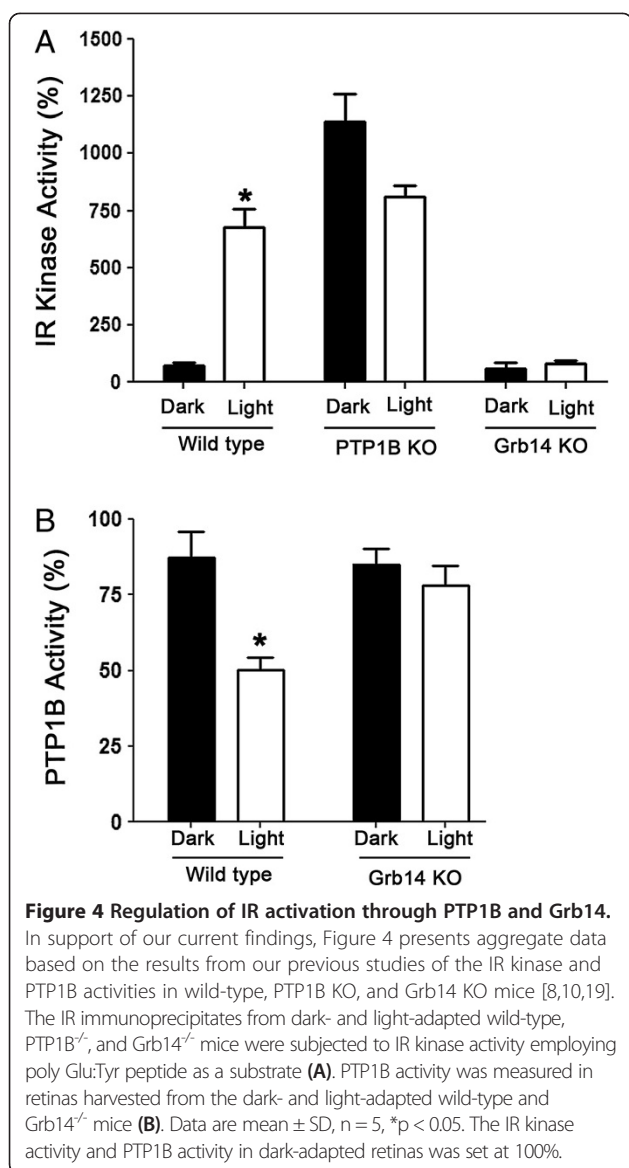 A
IR Kinase Activity (%)
1500
1250
1000
750
500
250
0
*
Dark Light Dark Light Dark Light
Wild type PTP1B KO Grb14 KO
B
PTP1B Activity (%)
100
75
50
25
0
*
Dark Light Dark Light
Wild type Grb14 KO
Figure 4 Regulation of IR activation through PTP1B and Grb14.
In support of our current findings, Figure 4 presents aggregate data
based on the results from our previous studies of the IR kinase and
PTP1B activities in wild-type, PTP1B KO, and Grb14 KO mice [8,10,19].
The IR immunoprecipitates from dark- and light-adapted wild-type,
PTP1B-/-, and Grb14-/- mice were subjected to IR kinase activity employing
poly Glu:Tyr peptide as a substrate (A). PTP1B activity was measured in
retinas harvested from the dark- and light-adapted wild-type and
Grb14-/- mice (B). Data are mean ± SD, n = 5, *p < 0.05. The IR kinase
activity and PTP1B activity in dark-adapted retinas was set at 100%.